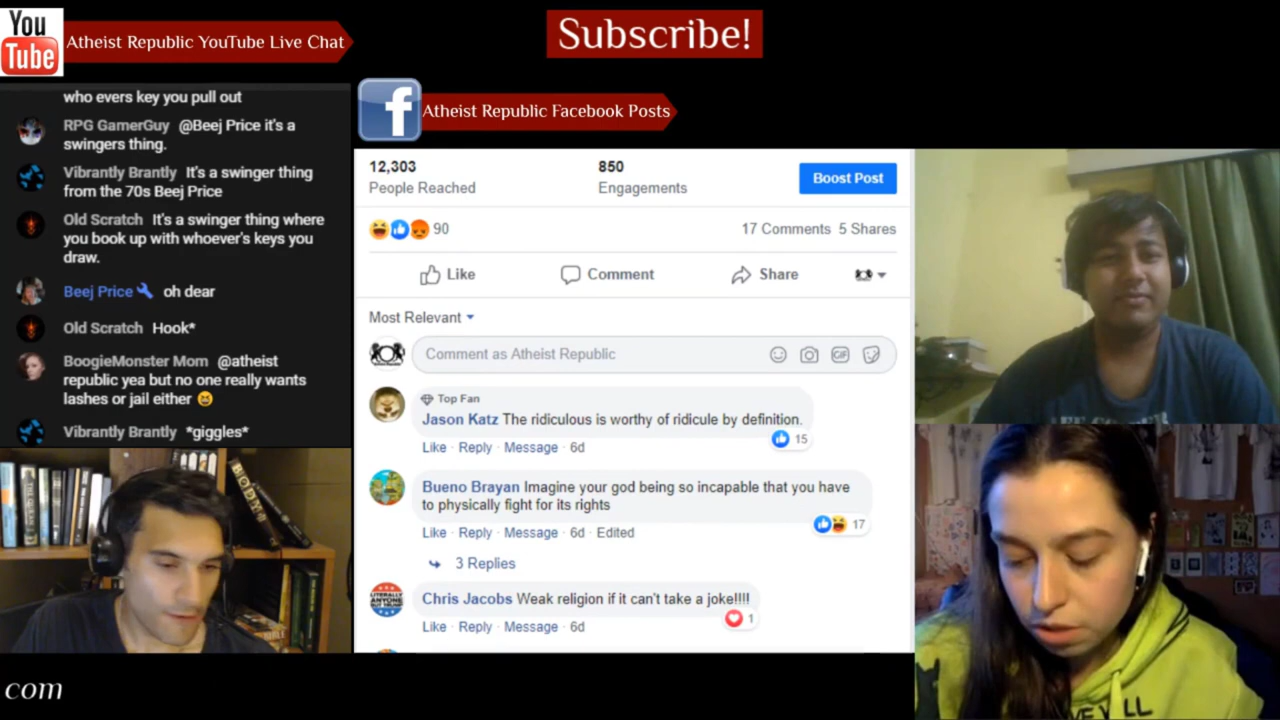 You
Tube
Atheist Republic YouTube Live Chat
Subscribe!
who evers key you pull out
RPG GamerGuy @Beej Price it's a
swingers thing.
Vibrantly Brantly It's a swinger thing
from the 70s Beej Price
Old Scratch It's a swinger thing where
you book up with whoever's keys you
draw.
Beej Price oh dear
Old Scratch Hook*
BoogieMonster Mom @atheist
republic yea but no one really wants
lashes or jail either
Vibrantly Brantly *giggles*
f
Atheist Republic Facebook Posts
12,303
People Reached
850
Engagements
Boost Post
90
17 Comments 5 Shares
Like
Comment
Share
Most Relevant
Comment as Atheist Republic
GIF
Top Fan
Jason Katz The ridiculous is worthy of ridicule by definition.
15
Like · Reply · Message · 6d
Bueno Brayan Imagine your god being so incapable that you have
to physically fight for its rights
17
Like · Reply · Message · 6d · Edited
3 Replies
LITERALLY
ANYONE
Chris Jacobs Weak religion if it can't take a joke!!!!
1
Like · Reply · Message · 6d
BODY
BIBLE
com